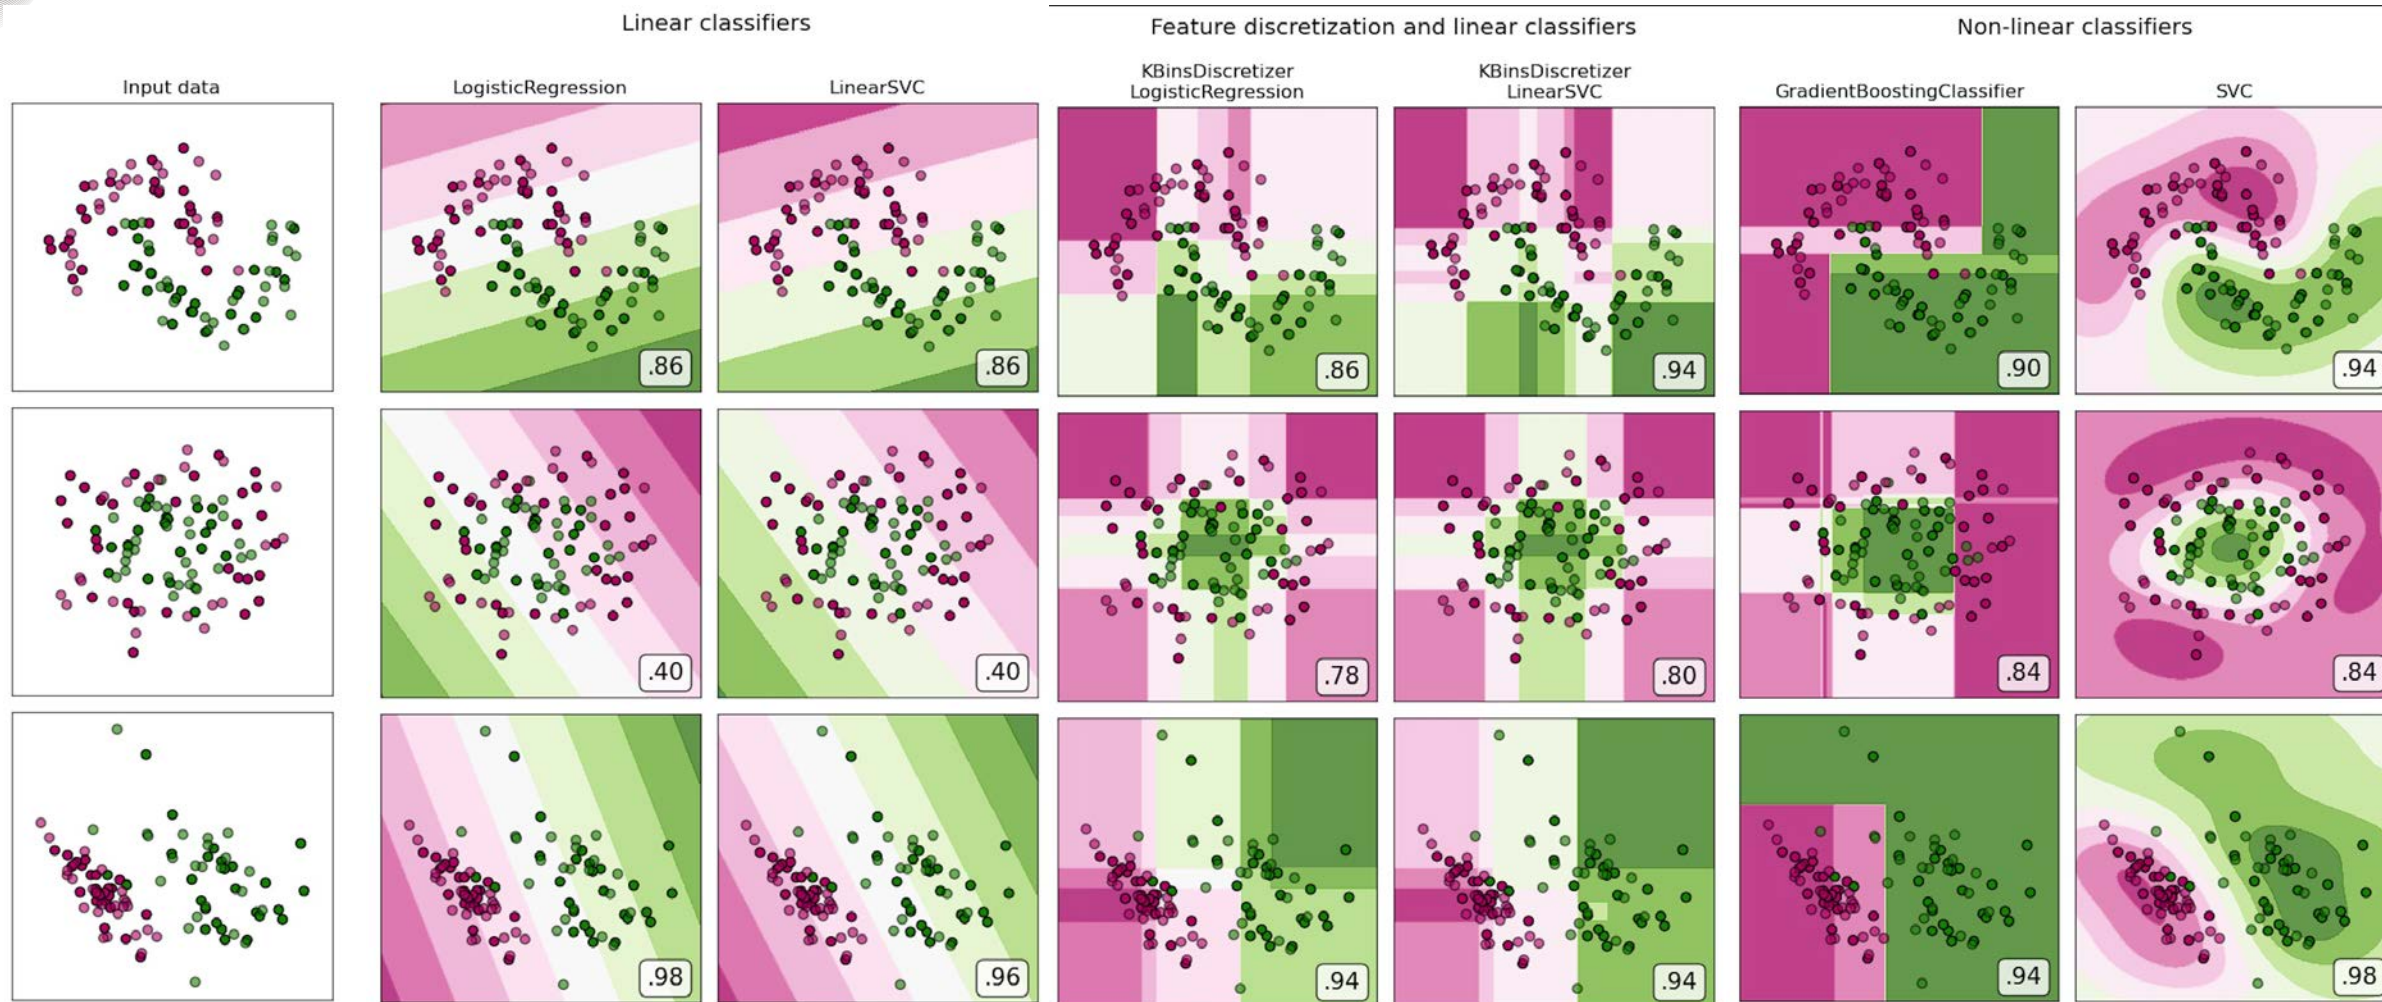 Linear classifiers
Feature discretization and linear classifiers
Non-linear classifiers
Input data
LogisticRegression
LinearSVC
KBinsDiscretizer
LogisticRegression
KBinsDiscretizer
LinearSVC
GradientBoostingClassifier
SVC
.86
.86
.86
.94
.90
.94
.40
.40
.78
.80
.84
.84
.98
.96
.94
.94
.94
.98